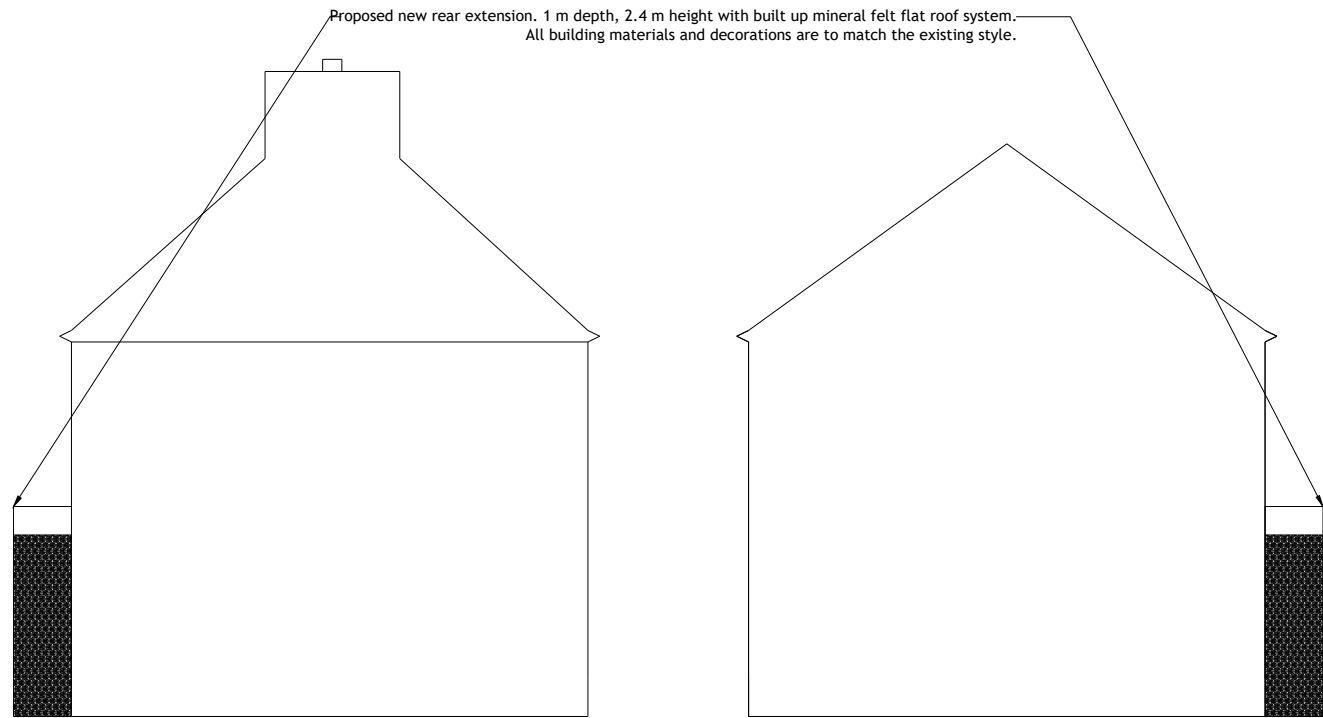 Proposed new rear extension. 1 m depth, 2.4 m height with built up mineral felt flat roof system.
All building materials and decorations are to match the existing style.